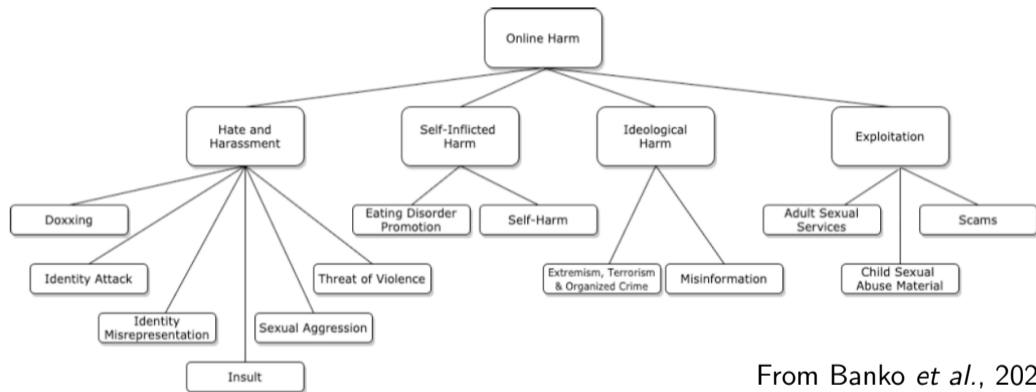 Online Harm
Hate and
Harassment
Self-Inflicted
Harm
Ideological
Harm
Exploitation
Doxxing
Eating Disorder
Promotion
Self-Harm
Adult Sexual
Services
Scams
Identity Attack
Threat of Violence
Extremism, Terrorism
& Organized Crime
Misinformation
Child Sexual
Abuse Material
Identity
Misrepresentation
Sexual Aggression
Insult
From Banko et al., 202